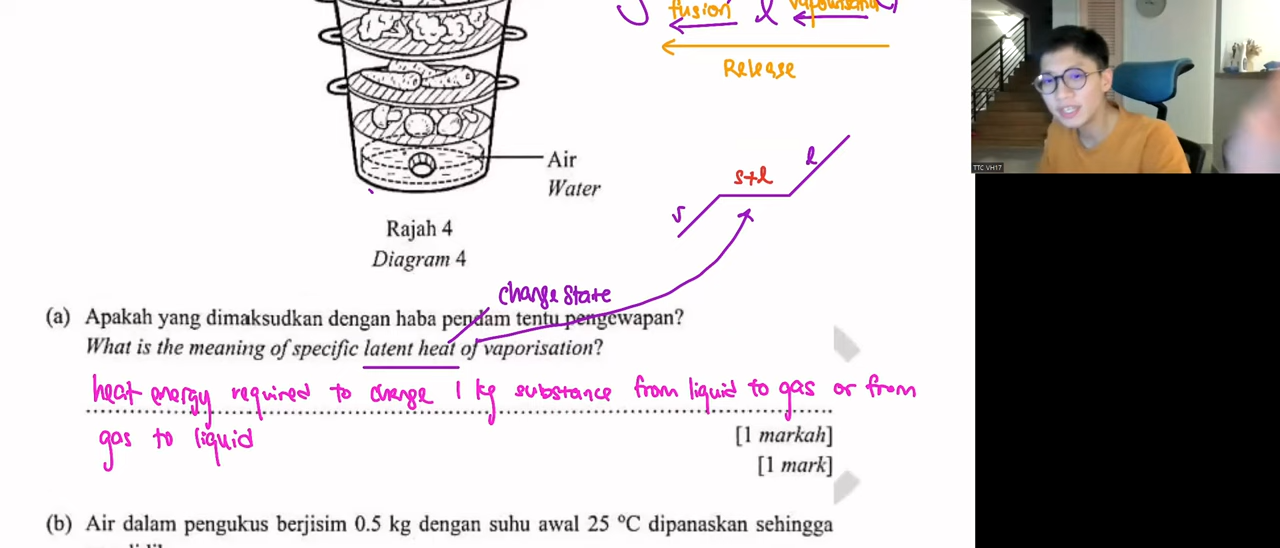 fusion
l
Release
Air
Water
s
s+l
l
Rajah 4
Diagram 4
change state
(a) Apakah yang dimaksudkan dengan haba pendam tentu pengewapan?
What is the meaning of specific latent heat of vaporisation?
heat energy required to change 1 kg substance from liquid to gas or from
gas to liquid
[1 markah]
[1 mark]
(b) Air dalam pengukus berjisim 0.5 kg dengan suhu awal 25 °C dipanaskan sehingga
TTC VH17